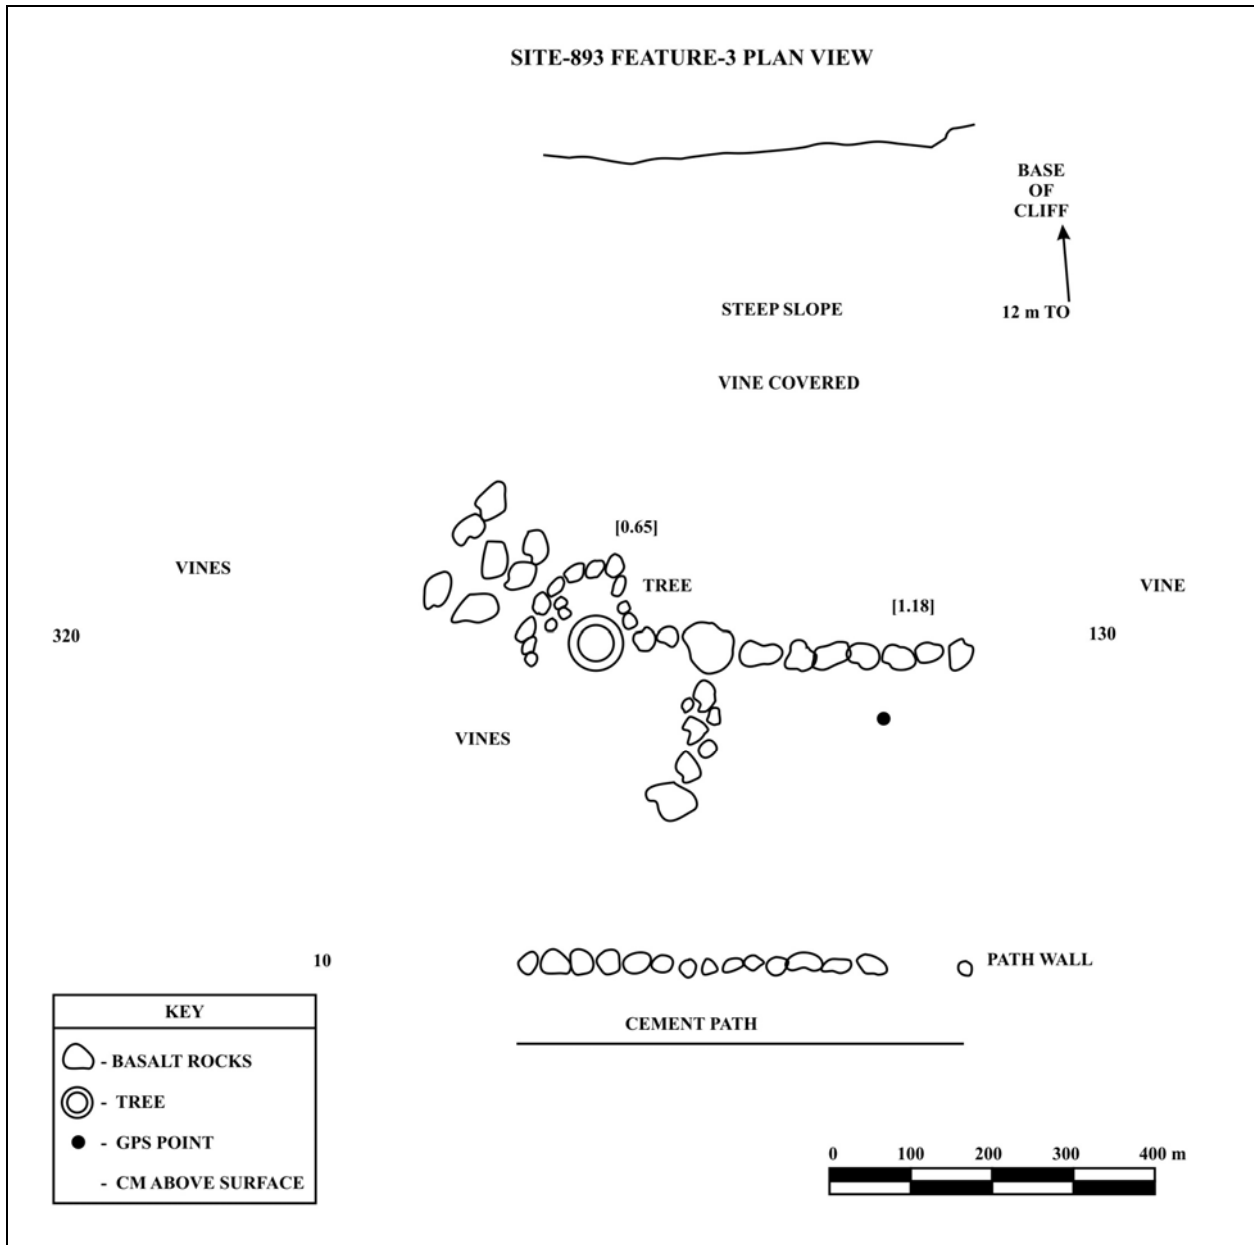 SITE-893 FEATURE-3 PLAN VIEW
BASE
OF
CLIFF
STEEP SLOPE
12 m TO
VINE COVERED
[0.65]
VINES
TREE
VINE
[1.18]
320
130
VINES
10
PATH WALL
CEMENT PATH
KEY
- BASALT ROCKS
- TREE
- GPS POINT
- CM ABOVE SURFACE
0 100 200 300 400 m